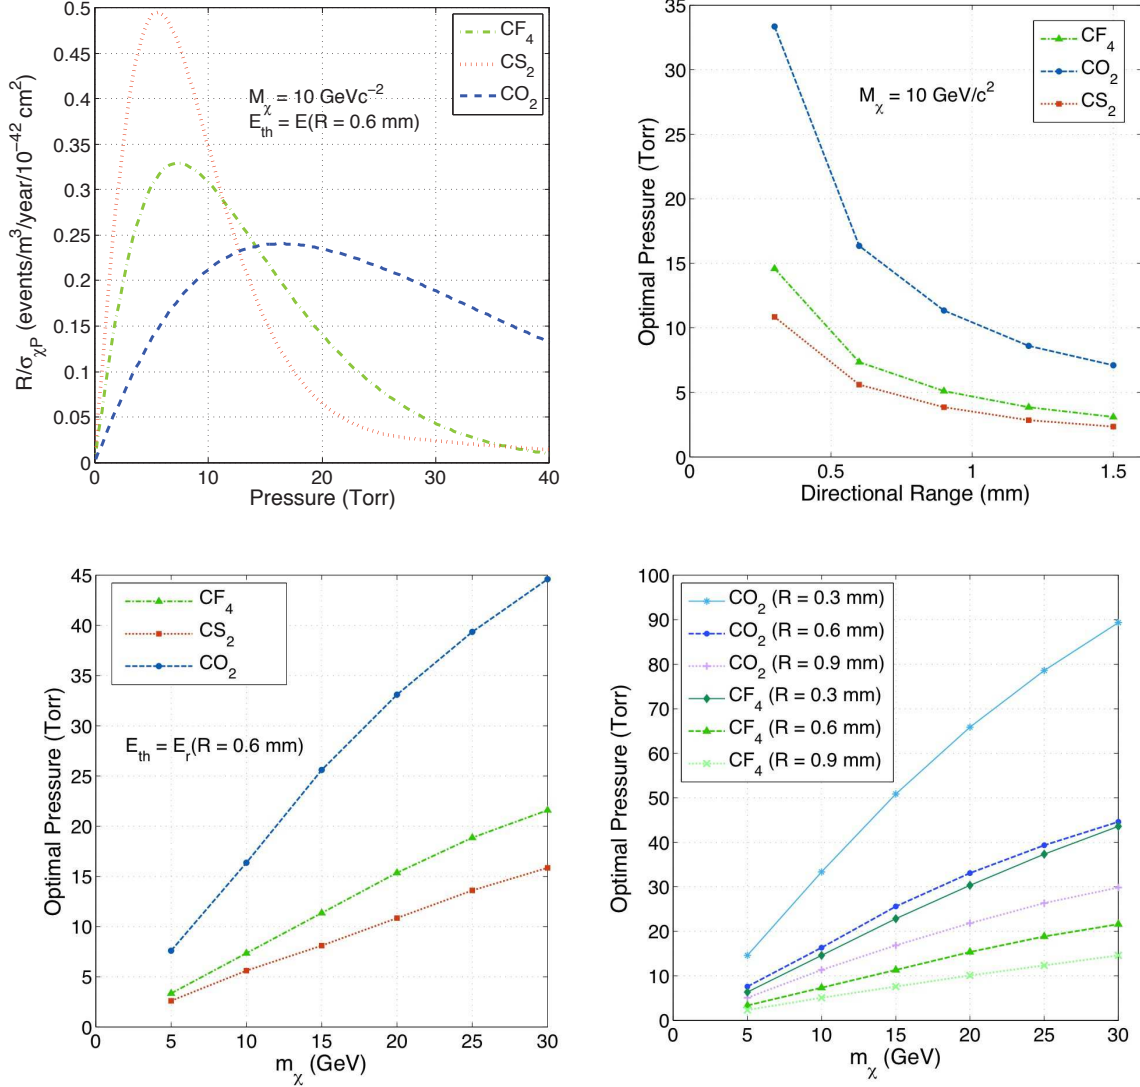 0.5
0.45
0.4
0.35
0.3
0.25
0.2
0.15
0.1
0.05
0
0 10 20 30 40
R/σχP (events/m³/year/10⁻⁴² cm²)
Pressure (Torr)
CF₄
CS₂
CO₂
Mχ = 10 GeVc⁻²
Eth = E(R = 0.6 mm)
35
30
25
20
15
10
5
0
0 0.5 1 1.5
Optimal Pressure (Torr)
Directional Range (mm)
Mχ = 10 GeV/c²
CF₄
CO₂
CS₂
45
40
35
30
25
20
15
10
5
0
0 5 10 15 20 25 30
Optimal Pressure (Torr)
mχ (GeV)
CF₄
CS₂
CO₂
Eth = Er(R = 0.6 mm)
100
90
80
70
60
50
40
30
20
10
0
0 5 10 15 20 25 30
Optimal Pressure (Torr)
mχ (GeV)
CO₂ (R = 0.3 mm)
CO₂ (R = 0.6 mm)
CO₂ (R = 0.9 mm)
CF₄ (R = 0.3 mm)
CF₄ (R = 0.6 mm)
CF₄ (R = 0.9 mm)